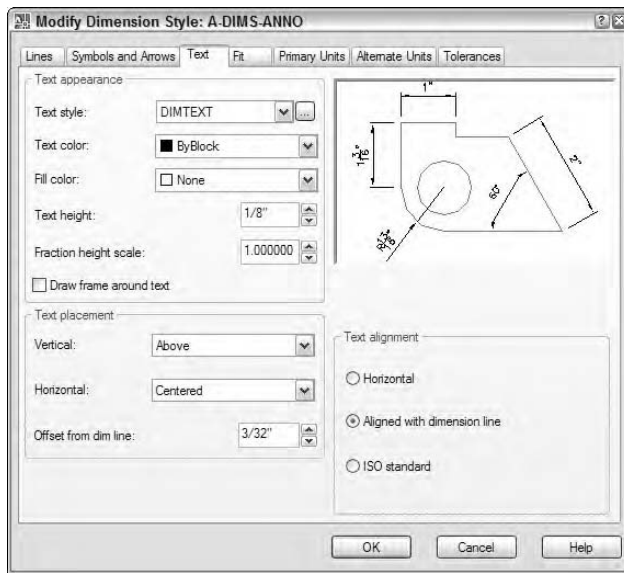 Modify Dimension Style: A-DIMS-ANNO
Lines Symbols and Arrows Text Fit Primary Units Alternate Units Tolerances
Text appearance
Text style: DIMTEXT ...
Text color: ByBlock
Fill color: None
Text height: 1/8"
Fraction height scale: 1.000000
Draw frame around text
Text placement
Vertical: Above
Horizontal: Centered
Offset from dim line: 3/32"
1"
1 3/16
2"
60°
Text alignment
Horizontal
Aligned with dimension line
ISO standard
OK Cancel Help